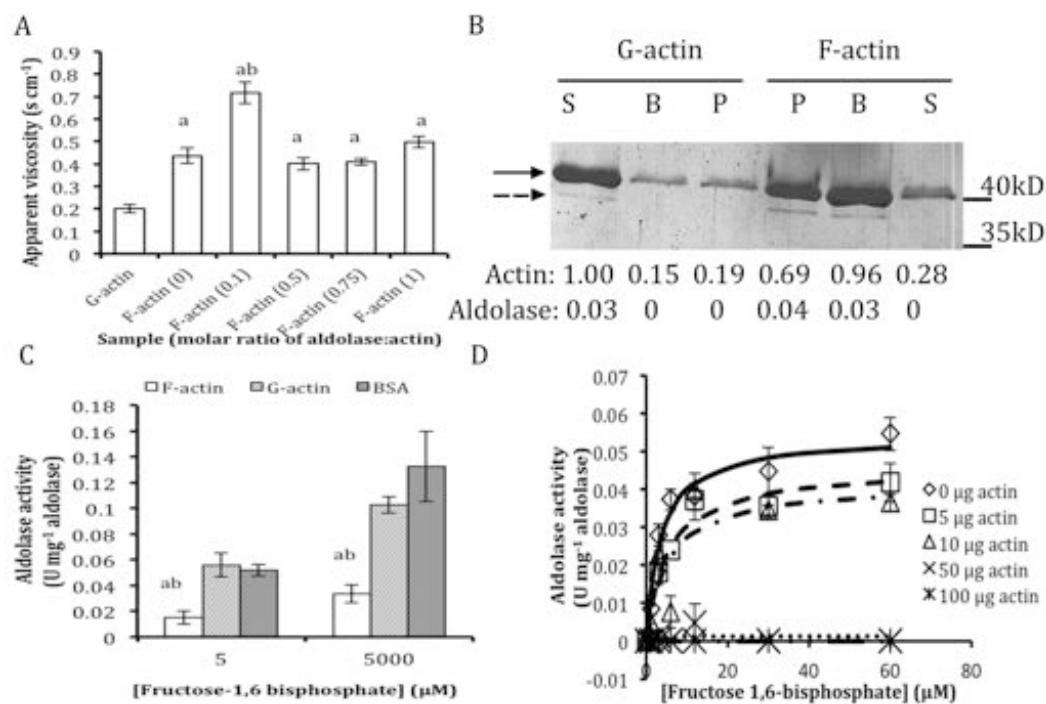 A
Apparent viscosity (s cm⁻¹)
0.9
0.8
0.7
0.6
0.5
0.4
0.3
0.2
0.1
0
a
ab
a
a
a
G-actin
F-actin (0)
F-actin (0.1)
F-actin (0.5)
F-actin (0.75)
F-actin (1)
Sample (molar ratio of aldolase:actin)
B
G-actin F-actin
S B P P B S
40kD
35kD
Actin: 1.00 0.15 0.19 0.69 0.96 0.28
Aldolase: 0.03 0 0 0.04 0.03 0
C
F-actin G-actin BSA
Aldolase activity
(U mg⁻¹ aldolase)
0.18
0.16
0.14
0.12
0.1
0.08
0.06
0.04
0.02
0
ab
ab
5 5000
[Fructose-1,6 bisphosphate] (µM)
D
Aldolase activity
(U mg⁻¹ aldolase)
0.07
0.06
0.05
0.04
0.03
0.02
0.01
0
-0.01
0 20 40 60 80
[Fructose 1,6-bisphosphate] (µM)
0 µg actin
5 µg actin
10 µg actin
50 µg actin
100 µg actin